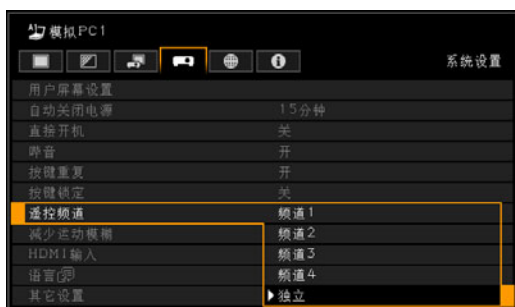 模拟PC1
系统设置
用户屏幕设置
自动关闭电源 15分钟
直接开机 关
哔音 开
按键重复 开
按键锁定 关
遥控频道 频道1
减少运动模糊 频道2
HDMI输入 频道3
语言 频道4
其它设置 独立